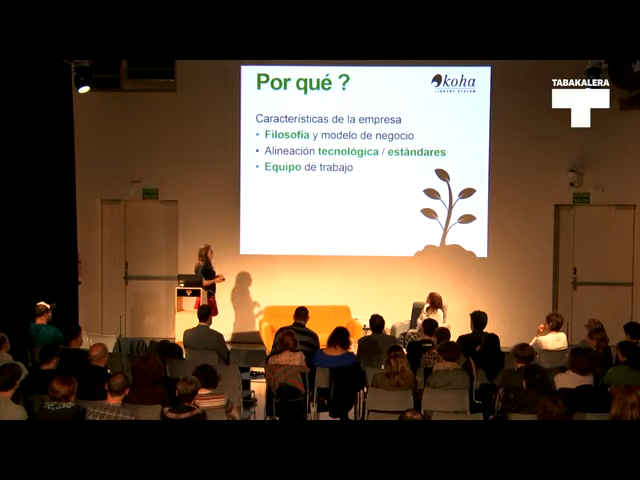 TABAKALERA
Por qué ?
koha
LIBRARY SYSTEM
Características de la empresa
• Filosofía y modelo de negocio
• Alineación tecnológica / estándares
• Equipo de trabajo